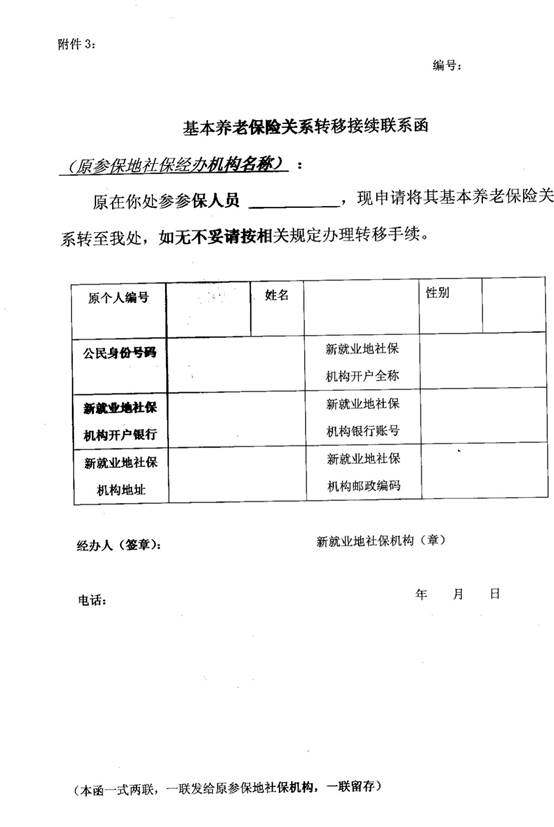 附件3：
编号：
基本养老保险关系转移接续联系函
（原参保地社保经办机构名称）：
原在你处参参保人员 __________，现申请将其基本养老保险关
系转至我处，如无不妥请按相关规定办理转移手续。
原个人编号 姓名 性别
公民身份号码 新就业地社保
机构开户全称
新就业地社保 新就业地社保
机构开户银行 机构银行账号
新就业地社保 新就业地社保
机构地址 机构邮政编码
经办人（签章）： 新就业地社保机构（章）
电话： 年 月 日
（本函一式两联，一联发给原参保地社保机构，一联留存）